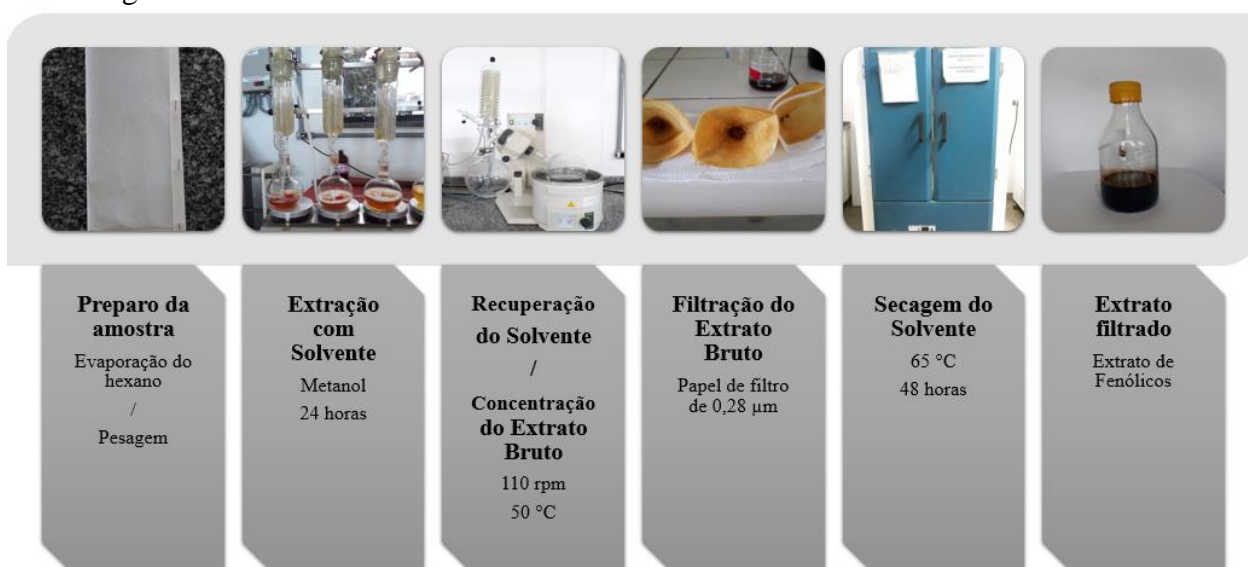 Preparo da
amostra
Evaporação do
hexano
/
Pesagem
Extração
com
Solvente
Metanol
24 horas
Recuperação
do Solvente
/
Concentração
do Extrato
Bruto
110 rpm
50 °C
Filtração do
Extrato
Bruto
Papel de filtro
de 0,28 µm
Secagem do
Solvente
65 °C
48 horas
Extrato
filtrado
Extrato de
Fenólicos